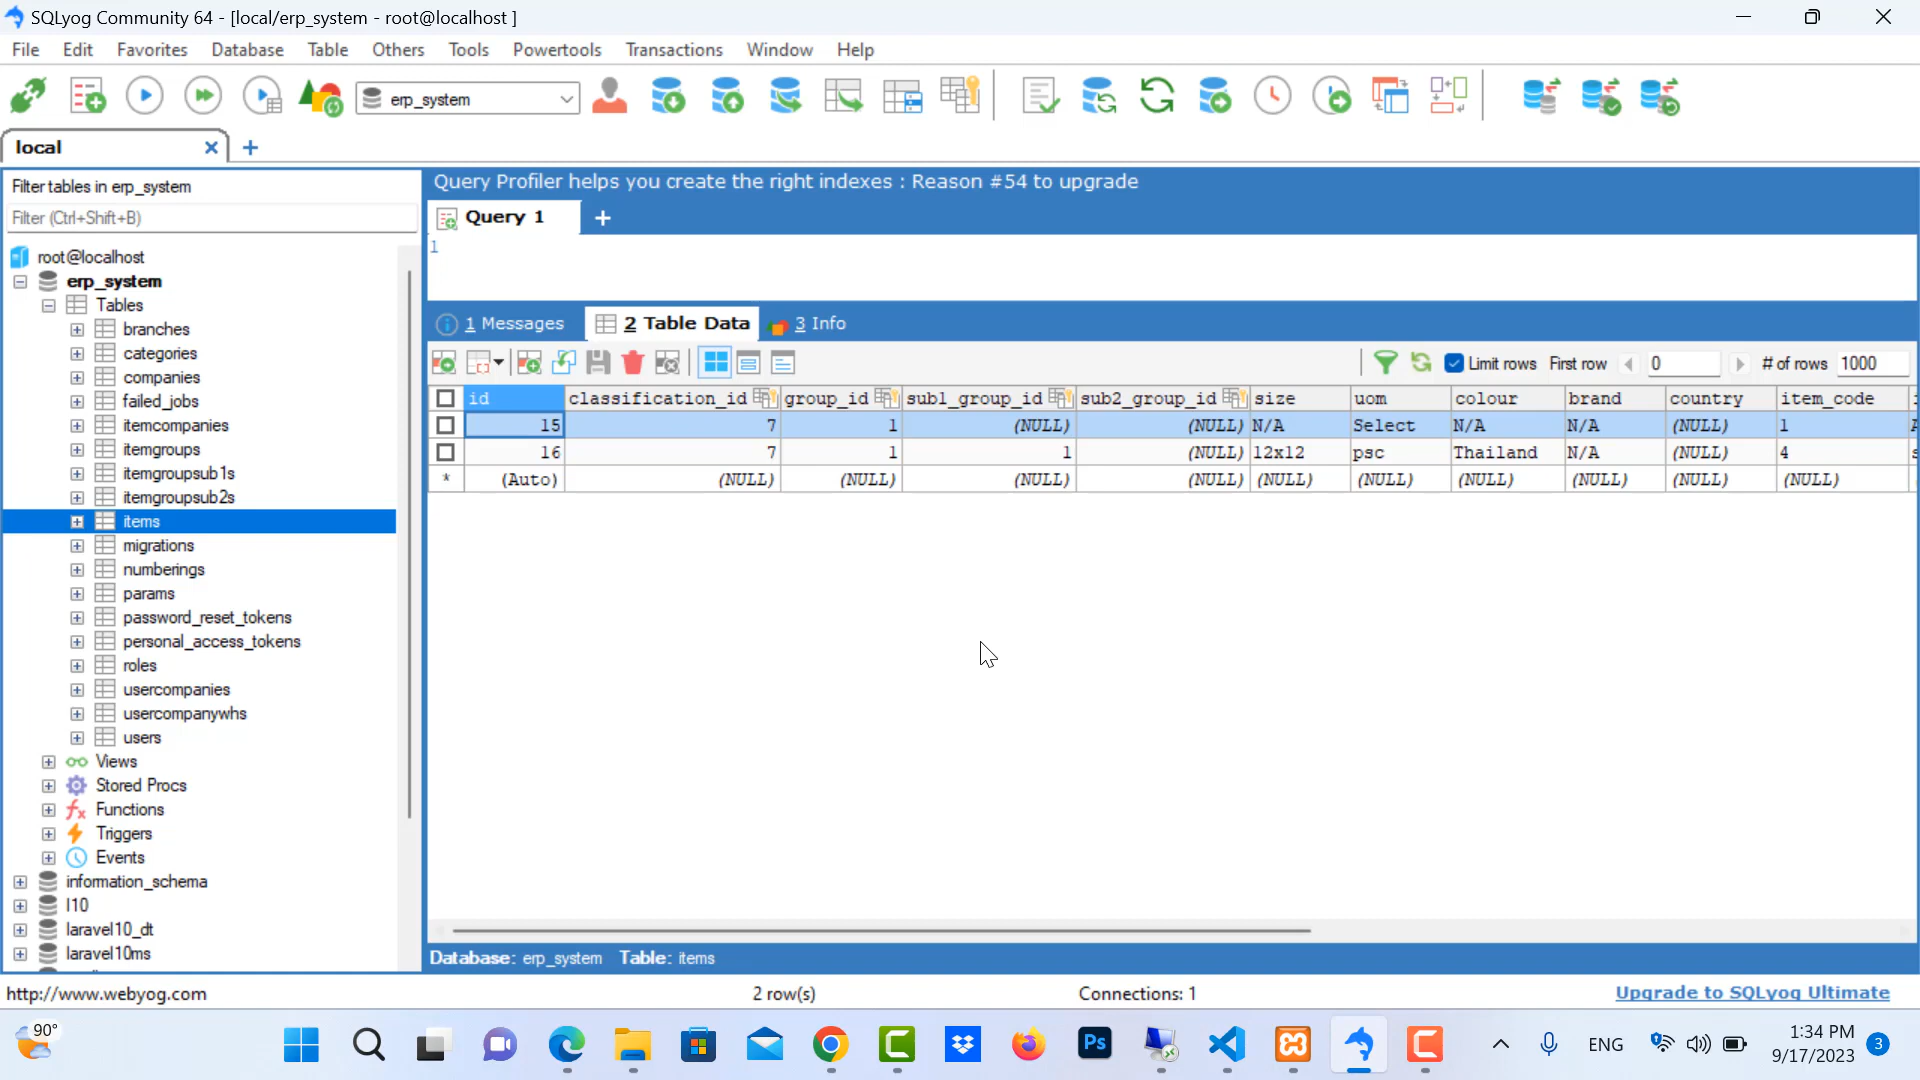 SQLyog Community 64 - [local/erp_system - root@localhost ]
File Edit Favorites Database Table Others Tools Powertools Transactions Window Help
erp_system
local
Filter tables in erp_system
Filter (Ctrl+Shift+B)
root@localhost
erp_system
Tables
branches
categories
companies
failed_jobs
itemcompanies
itemgroups
itemgroupsub1s
itemgroupsub2s
items
migrations
numberings
params
password_reset_tokens
personal_access_tokens
roles
usercompanies
usercompanywhs
users
Views
Stored Procs
Functions
Triggers
Events
information_schema
l10
laravel10_dt
laravel10ms
Query Profiler helps you create the right indexes : Reason #54 to upgrade
Query 1
1
1 Messages 2 Table Data 3 Info
Limit rows First row 0 # of rows 1000
id classification_id group_id sub1_group_id sub2_group_id size uom colour brand country item_code
15 7 1 (NULL) (NULL) N/A Select N/A N/A (NULL) 1
16 7 1 1 (NULL) 12x12 psc Thailand N/A (NULL) 4
* (Auto) (NULL) (NULL) (NULL) (NULL) (NULL) (NULL) (NULL) (NULL) (NULL) (NULL)
Database: erp_system Table: items
http://www.webyog.com 2 row(s) Connections: 1 Upgrade to SQLyog Ultimate
90°
Ps
ENG
1:34 PM
9/17/2023
3